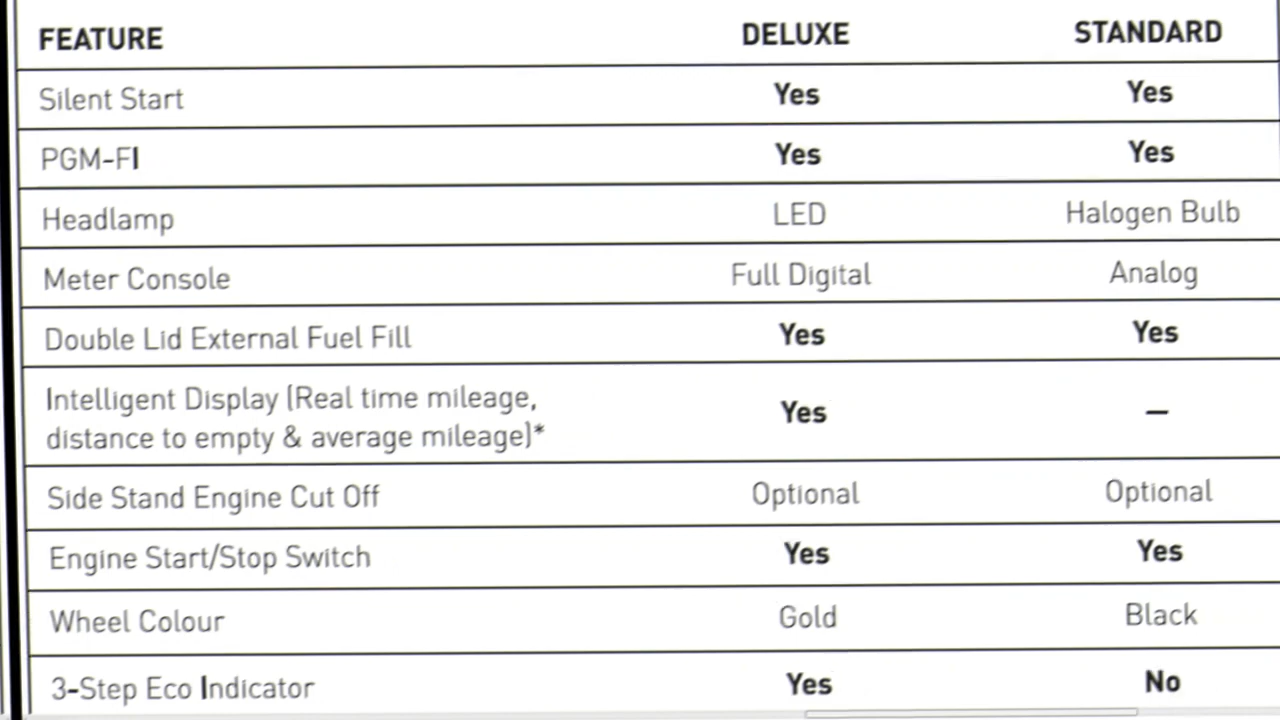 FEATURE DELUXE STANDARD
Silent Start Yes Yes
PGM-FI Yes Yes
Headlamp LED Halogen Bulb
Meter Console Full Digital Analog
Double Lid External Fuel Fill Yes Yes
Intelligent Display (Real time mileage,
distance to empty & average mileage)* Yes —
Side Stand Engine Cut Off Optional Optional
Engine Start/Stop Switch Yes Yes
Wheel Colour Gold Black
3-Step Eco Indicator Yes No